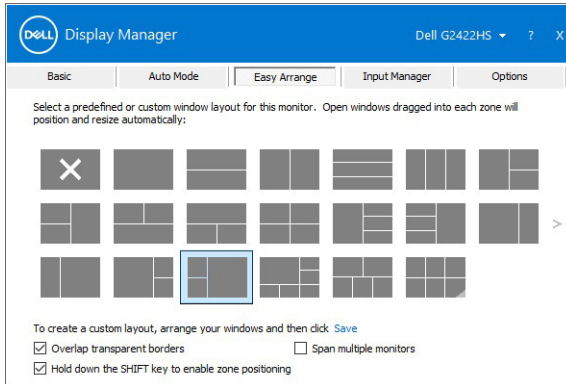 DELL Display Manager Dell G2422HS ? X
Basic Auto Mode Easy Arrange Input Manager Options
Select a predefined or custom window layout for this monitor. Open windows dragged into each zone will
position and resize automatically:
>
To create a custom layout, arrange your windows and then click Save
Overlap transparent borders Span multiple monitors
Hold down the SHIFT key to enable zone positioning